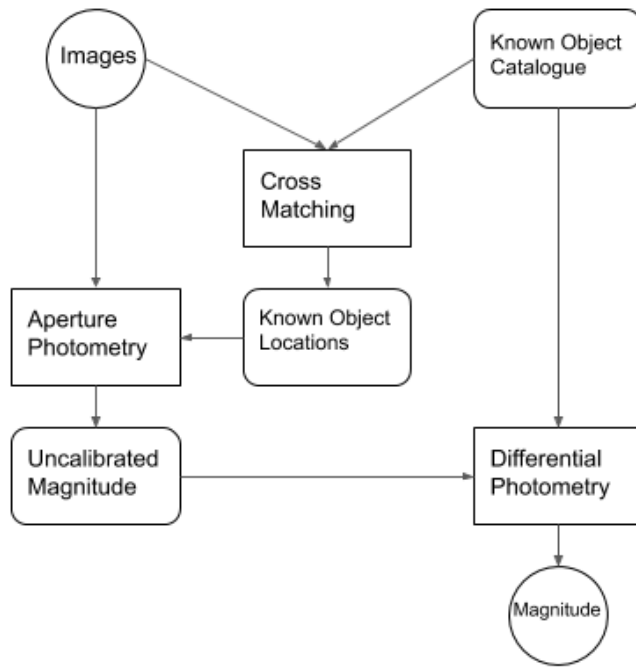 Images
Known Object
Catalogue
Cross
Matching
Aperture
Photometry
Known Object
Locations
Uncalibrated
Magnitude
Differential
Photometry
Magnitude